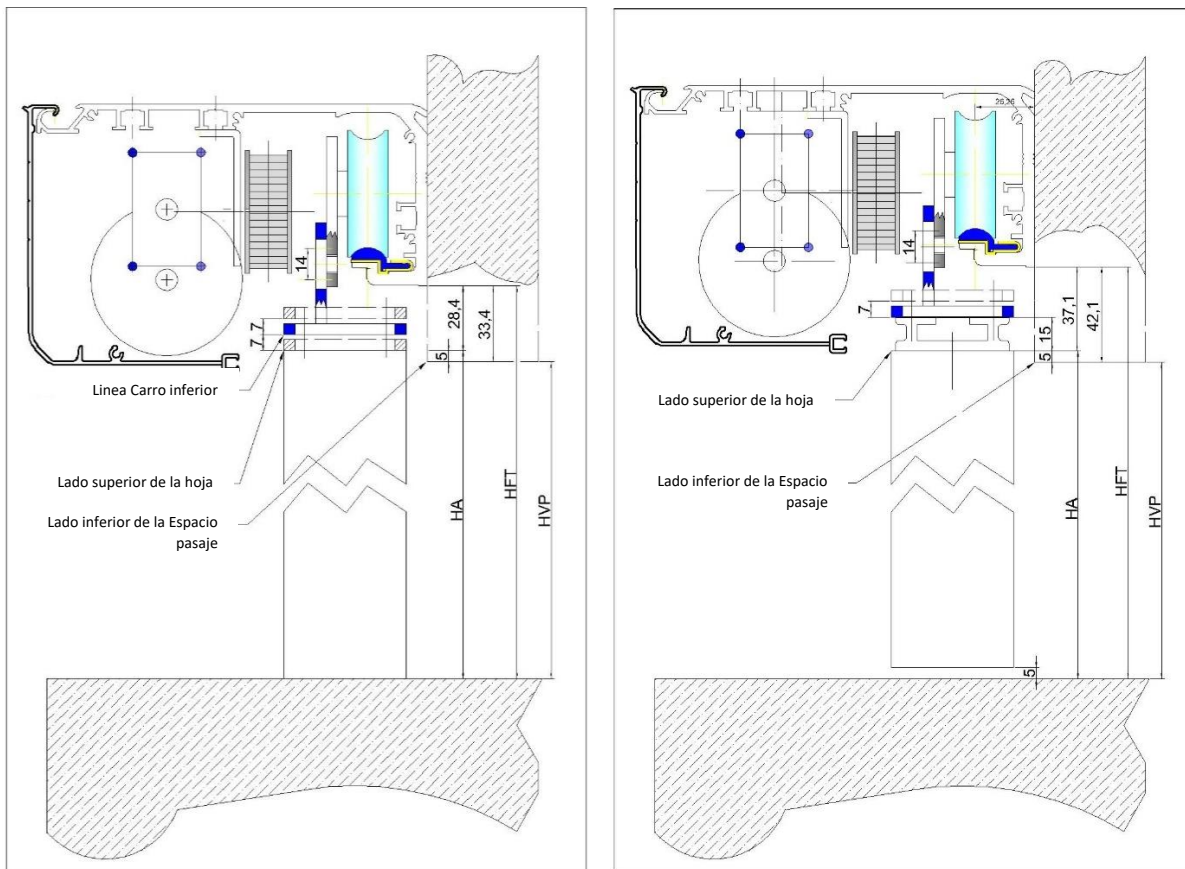 14
7
7
28,4
33,4
5
Linea Carro inferior
Lado superior de la hoja
Lado inferior de la Espacio
pasaje
HA
HFT
HVP
26,26
14
7
15
5
37,1
42,1
Lado superior de la hoja
Lado inferior de la Espacio
pasaje
HA
HFT
HVP
5